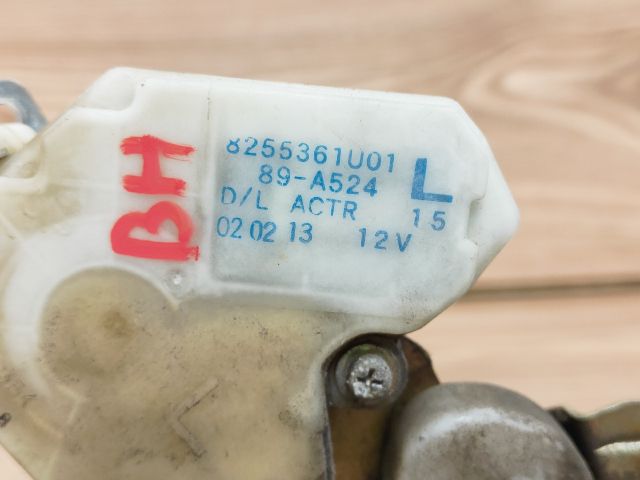 8255361U01
89-A524
L
D/L ACTR 15
02 02 13 12V
BH